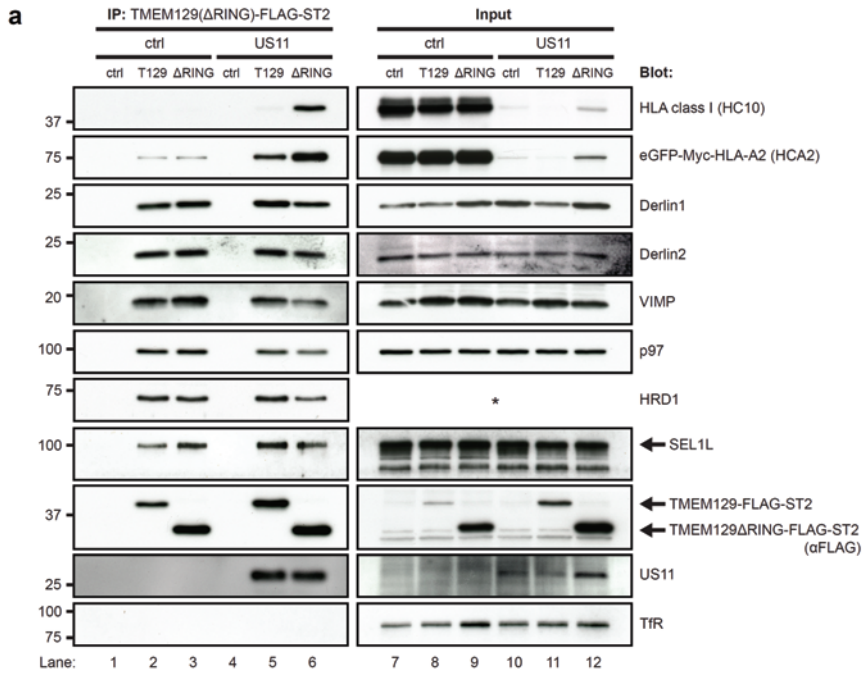 a
IP: TMEM129(ΔRING)-FLAG-ST2 Input
ctrl US11 ctrl US11
ctrl T129 ΔRING ctrl T129 ΔRING ctrl T129 ΔRING ctrl T129 ΔRING Blot:
37 HLA class I (HC10)
75 eGFP-Myc-HLA-A2 (HCA2)
25 Derlin1
25 Derlin2
20 VIMP
100 p97
75 * HRD1
100 SEL1L
37 TMEM129-FLAG-ST2
TMEM129ΔRING-FLAG-ST2
(αFLAG)
25 US11
100 TfR
75
Lane: 1 2 3 4 5 6 7 8 9 10 11 12